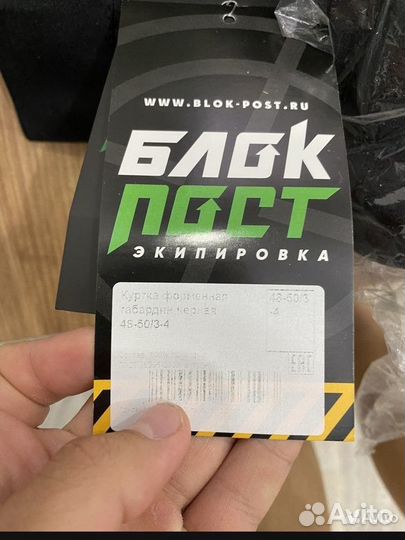 WWW.BLOK-POST.RU
БЛОК
ПОСТ
ЭКИПИРОВКА
Куртка форменная
габардин черная
48-50/3-4
48-50/3
-4
EAC
Avito